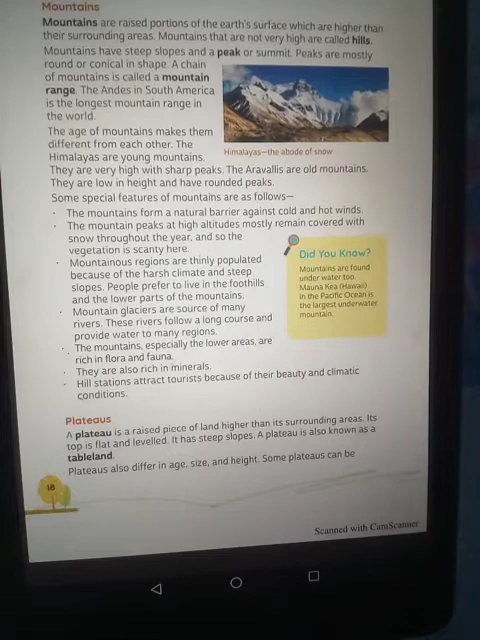 Mountains
Mountains are raised portions of the earth's surface which are higher than
their surrounding areas. Mountains that are not very high are called hills.
Mountains have steep slopes and a peak or summit. Peaks are mostly
round or conical in shape. A chain
of mountains is called a mountain
range. The Andes in South America
is the longest mountain range in
the world.
The age of mountains makes them
different from each other. The
Himalayas are young mountains.
Himalayas—the abode of snow
They are very high with sharp peaks. The Aravallis are old mountains.
They are low in height and have rounded peaks.
Some special features of mountains are as follows—
· The mountains form a natural barrier against cold and hot winds.
· The mountain peaks at high altitudes mostly remain covered with
snow throughout the year, and so the
vegetation is scanty here.
· Mountainous regions are thinly populated
because of the harsh climate and steep
slopes. People prefer to live in the foothills
and the lower parts of the mountains.
· Mountain glaciers are source of many
rivers. These rivers follow a long course and
provide water to many regions.
· The mountains, especially the lower areas, are
rich in flora and fauna.
· They are also rich in minerals.
· Hill stations attract tourists because of their beauty and climatic
conditions.
Did You Know?
Mountains are found
under water too.
Mauna Kea (Hawaii)
in the Pacific Ocean is
the largest underwater
mountain.
Plateaus
A plateau is a raised piece of land higher than its surrounding areas. Its
top is flat and levelled. It has steep slopes. A plateau is also known as a
tableland.
Plateaus also differ in age, size, and height. Some plateaus can be
18
Scanned with CamScanner